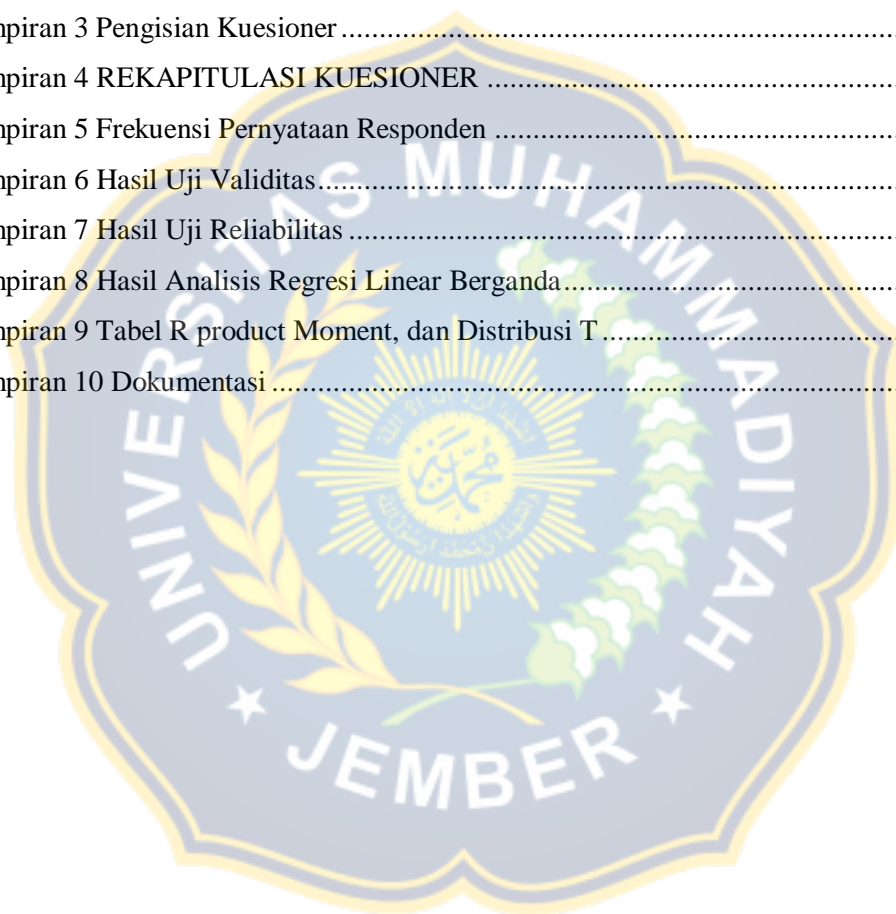 mpiran 3 Pengisian Kuesioner ........................................................................
mpiran 4 REKAPITULASI KUESIONER ......................................................
mpiran 5 Frekuensi Pernyataan Responden ....................................................
mpiran 6 Hasil Uji Validitas...........................................................................
mpiran 7 Hasil Uji Reliabilitas .......................................................................
mpiran 8 Hasil Analisis Regresi Linear Berganda...........................................
mpiran 9 Tabel R product Moment, dan Distribusi T ......................................
mpiran 10 Dokumentasi .................................................................................
UNIVERSITAS MUHAMMADIYAH
JEMBER
محمدية